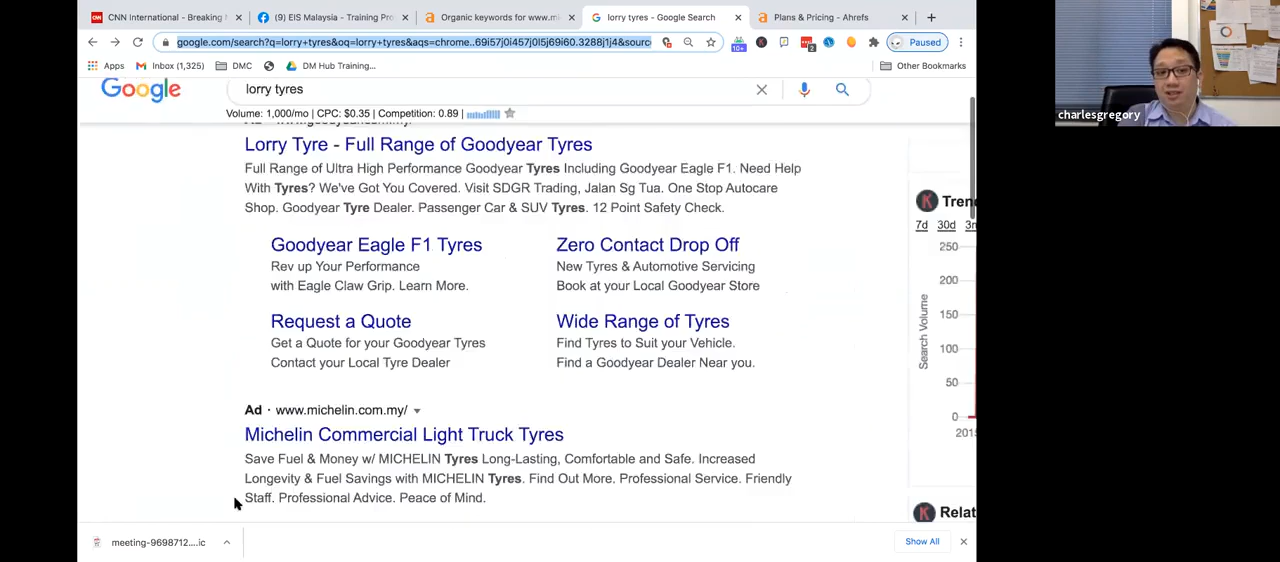 CNN International - Breaking
(9) EIS Malaysia - Training Pr
Organic keywords for www.mi
lorry tyres - Google Search
Plans & Pricing - Ahrefs
google.com/search?q=lorry+tyres&oq=lorry+tyres&aqs=chrome..69i57j0i457j0l5j69i60.3288j1j4&sourc
10+
2
Paused
Apps
Inbox (1,325)
DMC
DM Hub Training...
Other Bookmarks
charlesgregory
Google
lorry tyres
Volume: 1,000/mo | CPC: $0.35 | Competition: 0.89 |
Lorry Tyre - Full Range of Goodyear Tyres
Full Range of Ultra High Performance Goodyear Tyres Including Goodyear Eagle F1. Need Help
With Tyres? We've Got You Covered. Visit SDGR Trading, Jalan Sg Tua. One Stop Autocare
Shop. Goodyear Tyre Dealer. Passenger Car & SUV Tyres. 12 Point Safety Check.
Goodyear Eagle F1 Tyres
Rev up Your Performance
with Eagle Claw Grip. Learn More.
Zero Contact Drop Off
New Tyres & Automotive Servicing
Book at your Local Goodyear Store
Request a Quote
Get a Quote for your Goodyear Tyres
Contact your Local Tyre Dealer
Wide Range of Tyres
Find Tyres to Suit your Vehicle.
Find a Goodyear Dealer Near you.
Ad · www.michelin.com.my/
Michelin Commercial Light Truck Tyres
Save Fuel & Money w/ MICHELIN Tyres Long-Lasting, Comfortable and Safe. Increased
Longevity & Fuel Savings with MICHELIN Tyres. Find Out More. Professional Service. Friendly
Staff. Professional Advice. Peace of Mind.
K Tren
7d 30d 3
250
200
150
100
50
0
201
Search Volume
K Relat
meeting-9698712....ic
Show All